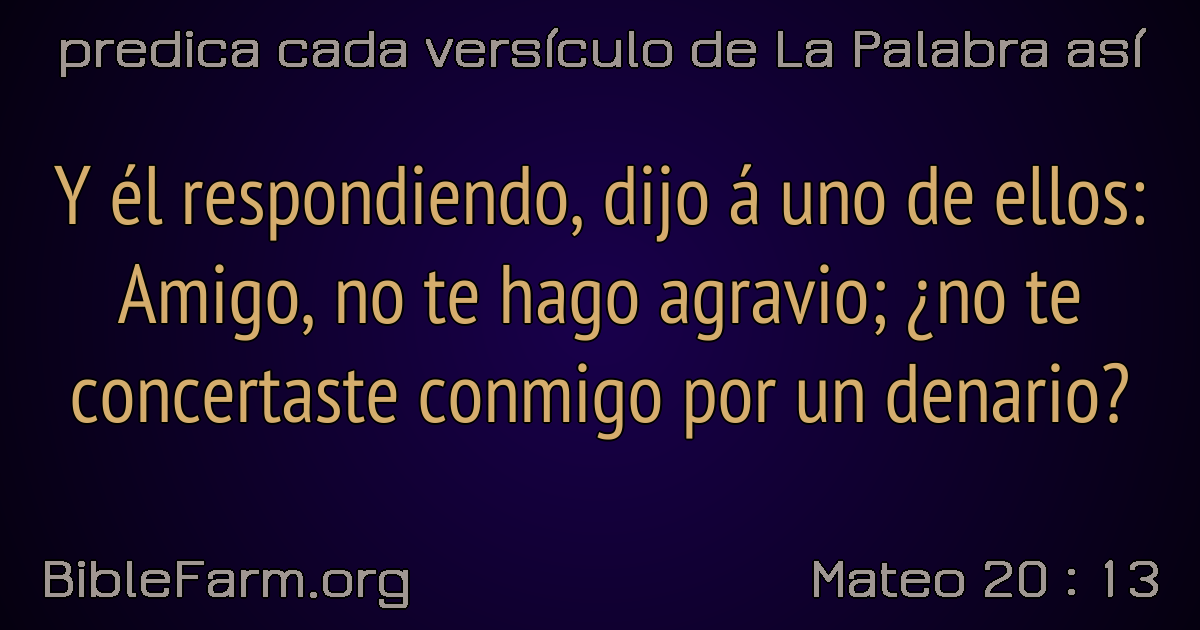 predica cada versículo de La Palabra así
Y él respondiendo, dijo á uno de ellos:
Amigo, no te hago agravio; ¿no te
concertaste conmigo por un denario?
BibleFarm.org
Mateo 20 : 13